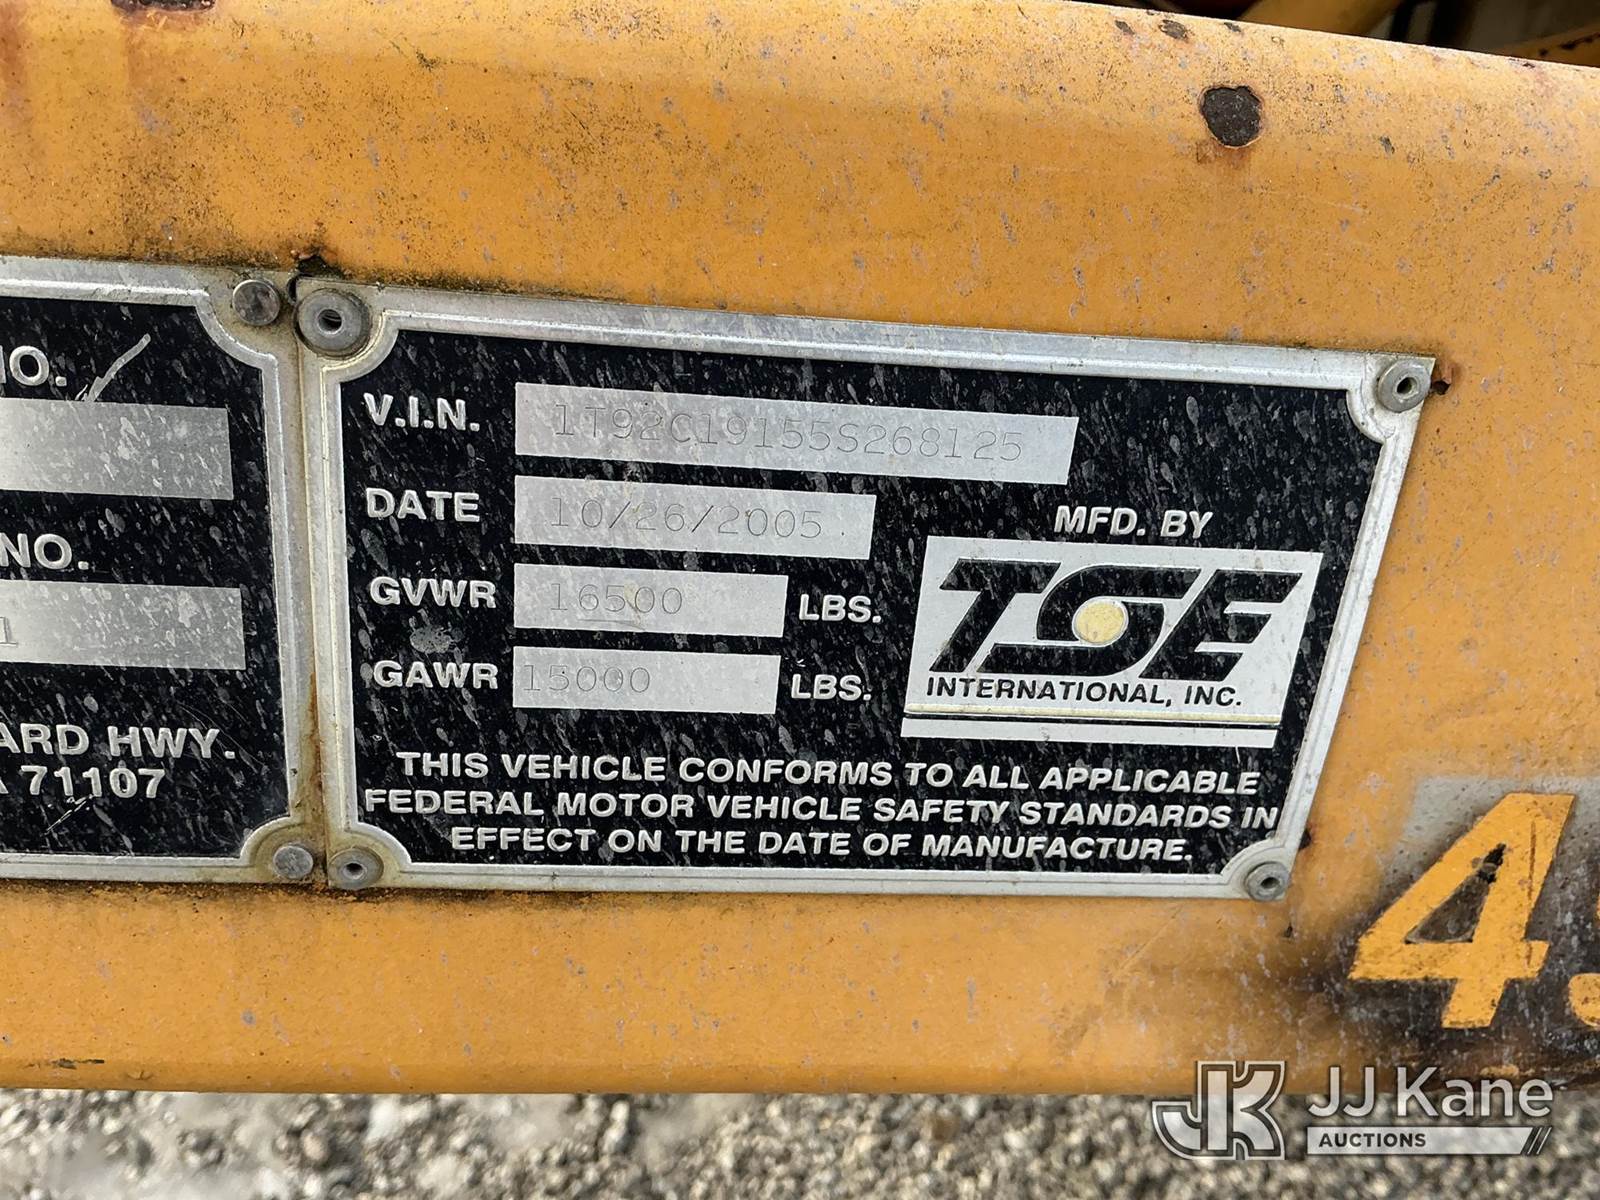 NO.
NO.
1
ARD HWY.
71107
V.I.N. 1T92C19155S268125
DATE 10/26/2005
GVWR 16500 LBS.
GAWR 15000 LBS.
MFD. BY
TSE
INTERNATIONAL, INC.
THIS VEHICLE CONFORMS TO ALL APPLICABLE
FEDERAL MOTOR VEHICLE SAFETY STANDARDS IN
EFFECT ON THE DATE OF MANUFACTURE.
4
JK JJ Kane
AUCTIONS